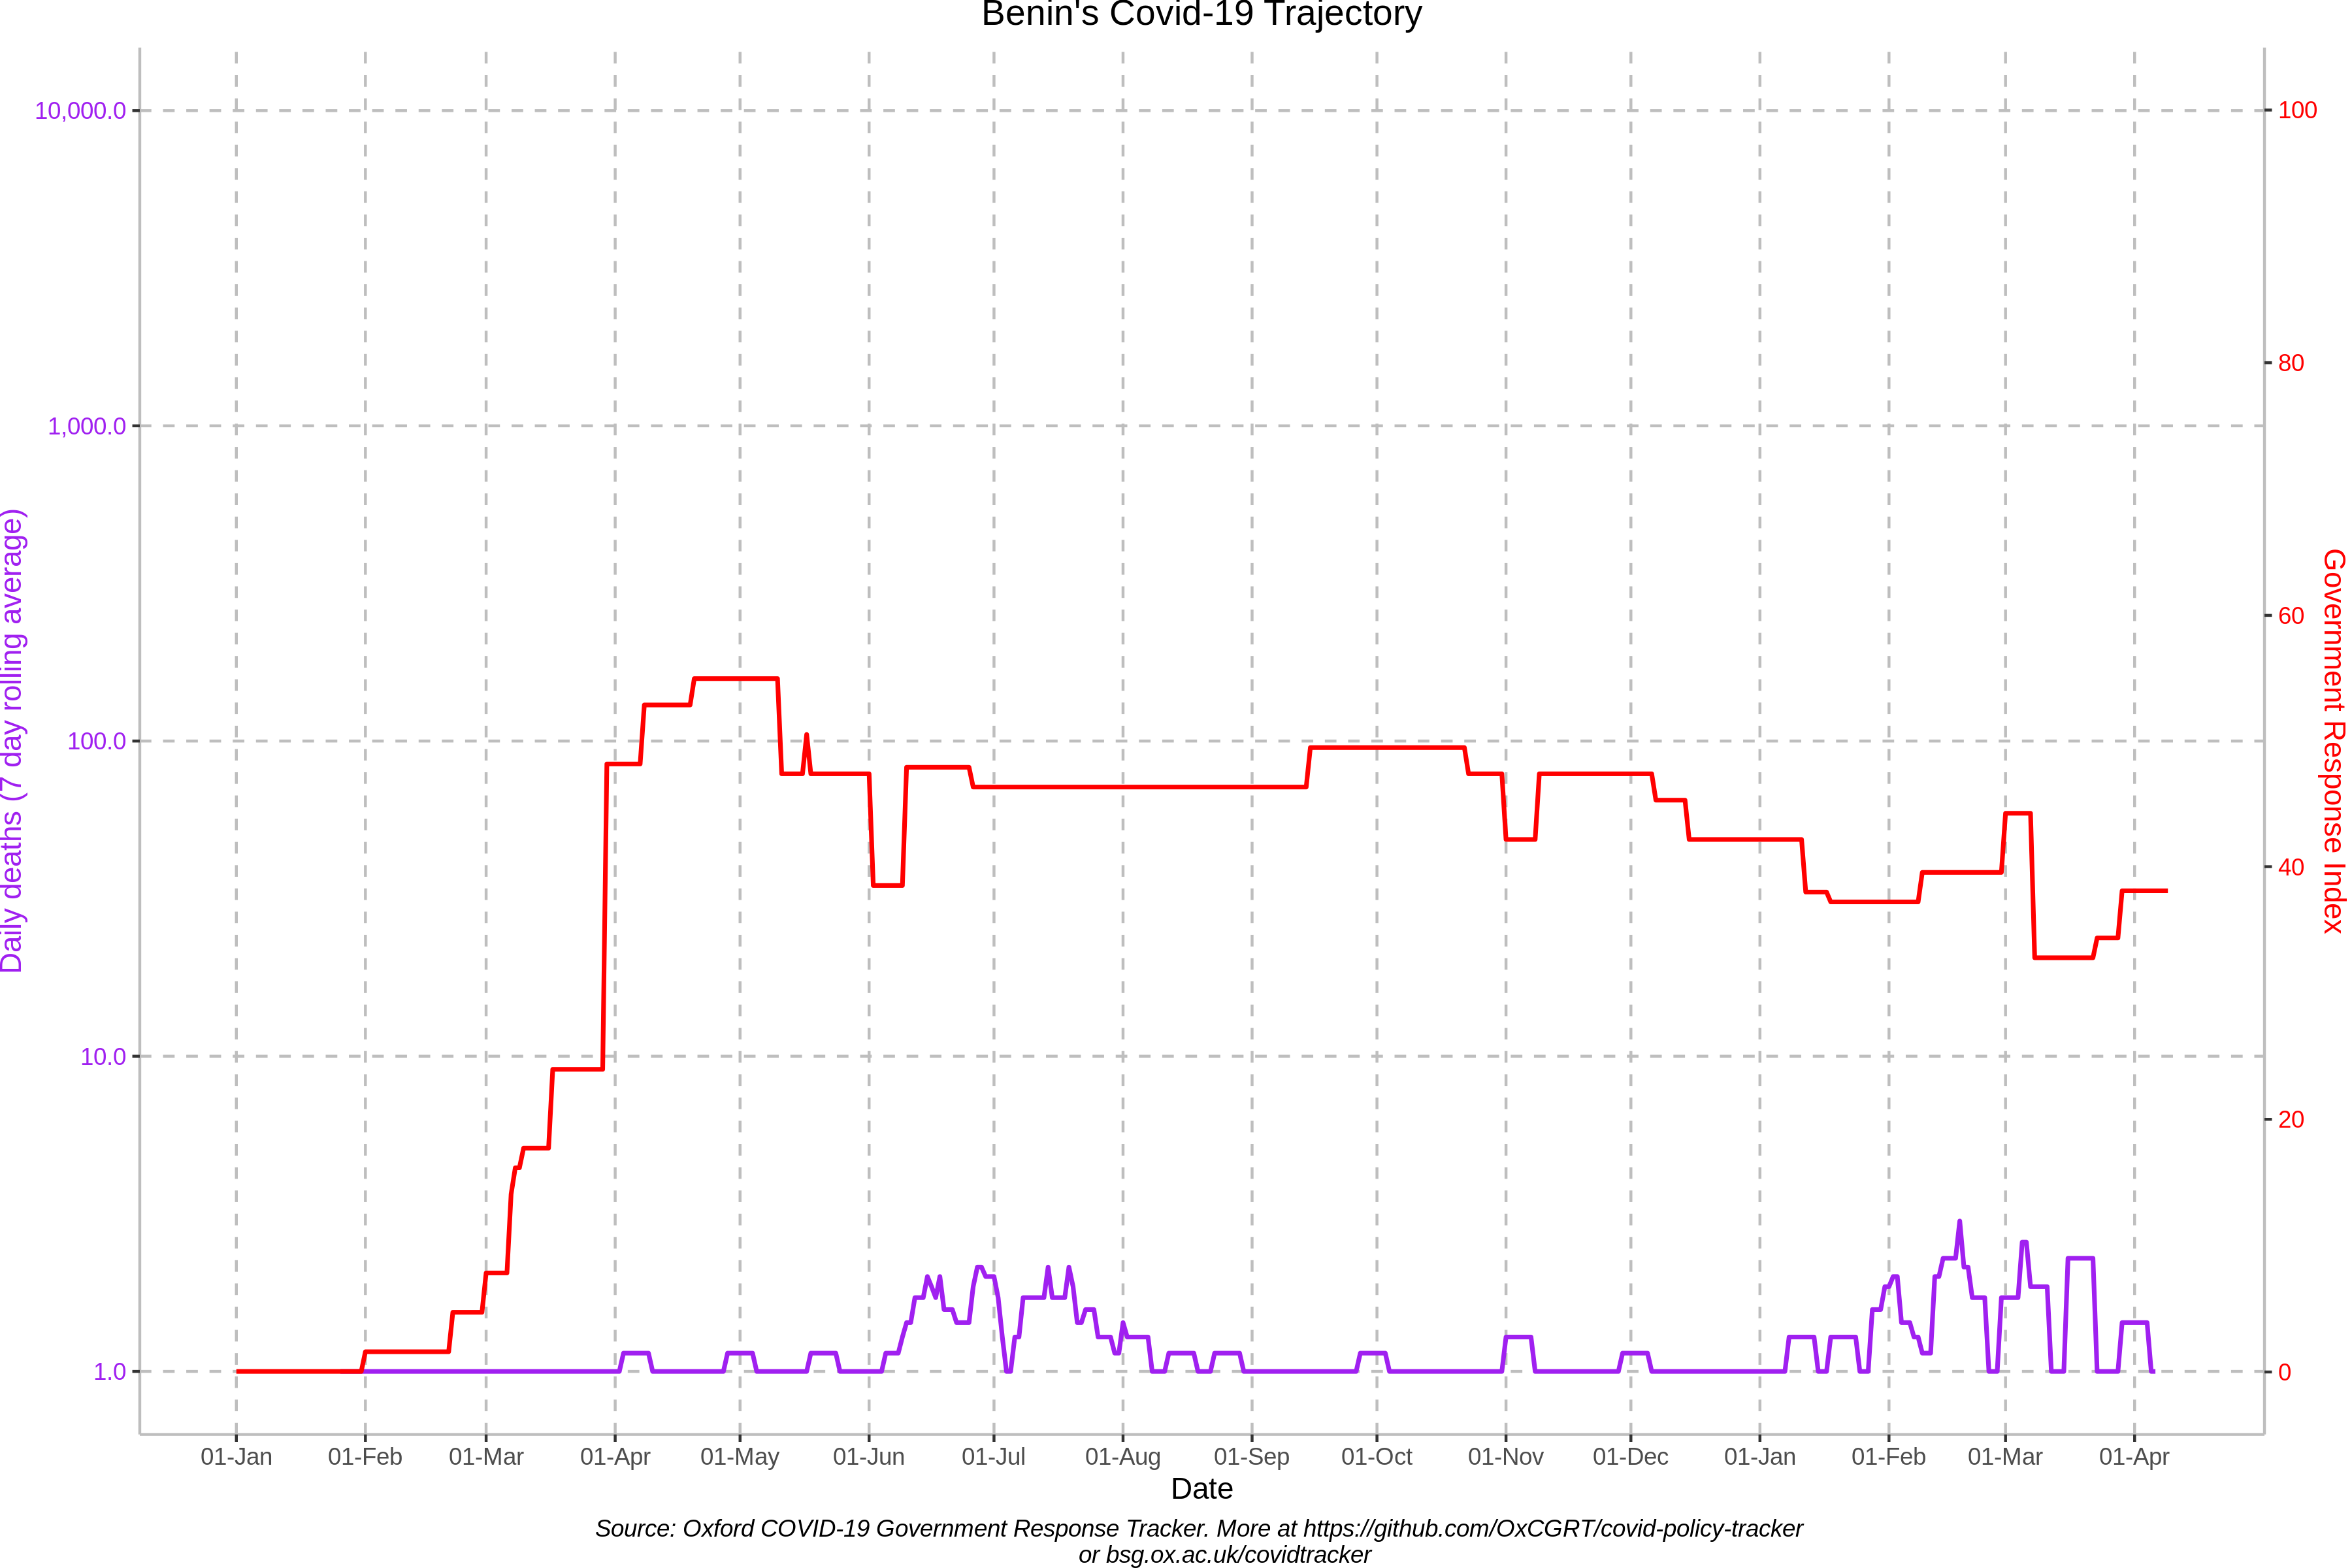 Benin's Covid-19 Trajectory
10,000.0
1,000.0
100.0
10.0
1.0
Daily deaths (7 day rolling average)
100
80
60
40
20
0
Government Response Index
01-Jan 01-Feb 01-Mar 01-Apr 01-May 01-Jun 01-Jul 01-Aug 01-Sep 01-Oct 01-Nov 01-Dec 01-Jan 01-Feb 01-Mar 01-Apr
Date
Source: Oxford COVID-19 Government Response Tracker. More at https://github.com/OxCGRT/covid-policy-tracker
or bsg.ox.ac.uk/covidtracker